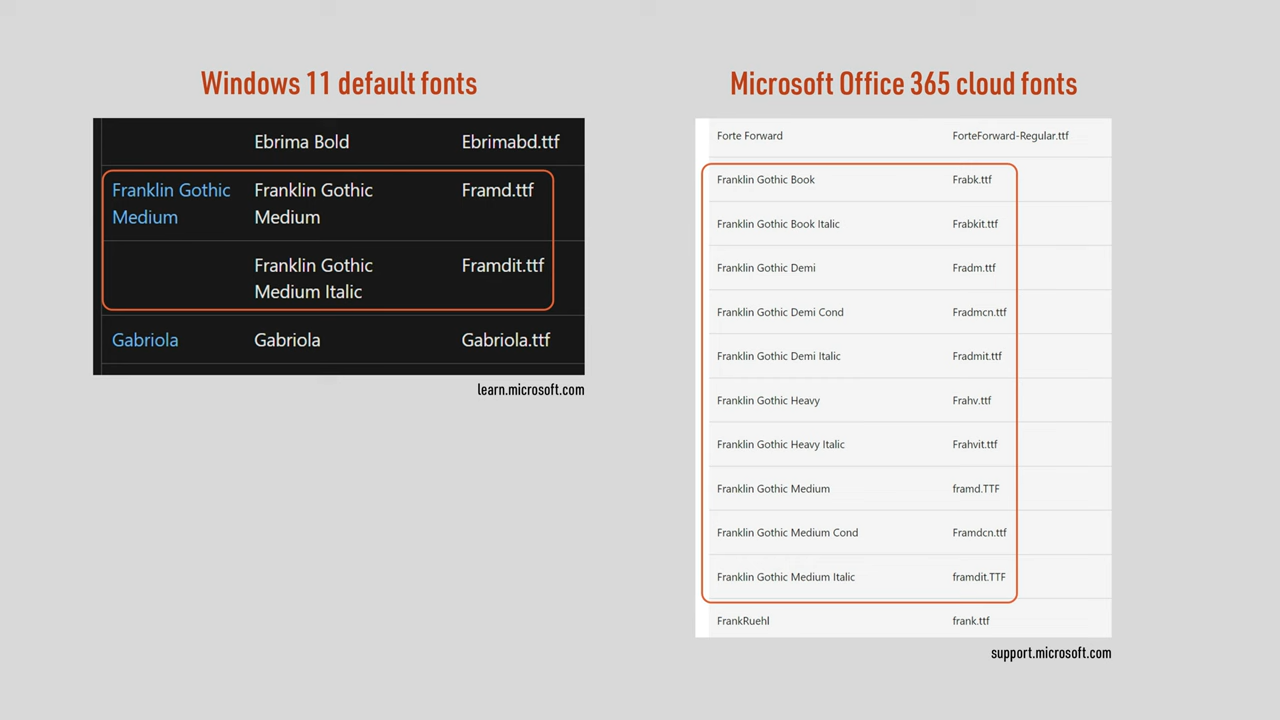 Windows 11 default fonts
Ebrima Bold Ebrimabd.ttf
Franklin Gothic Franklin Gothic Framd.ttf
Medium Medium
Franklin Gothic Framdit.ttf
Medium Italic
Gabriola Gabriola Gabriola.ttf
learn.microsoft.com
Microsoft Office 365 cloud fonts
Forte Forward ForteForward-Regular.ttf
Franklin Gothic Book Frabk.ttf
Franklin Gothic Book Italic Frabkit.ttf
Franklin Gothic Demi Fradm.ttf
Franklin Gothic Demi Cond Fradmcn.ttf
Franklin Gothic Demi Italic Fradmit.ttf
Franklin Gothic Heavy Frahv.ttf
Franklin Gothic Heavy Italic Frahvit.ttf
Franklin Gothic Medium framd.TTF
Franklin Gothic Medium Cond Framdcn.ttf
Franklin Gothic Medium Italic framdit.TTF
FrankRuehl frank.ttf
support.microsoft.com